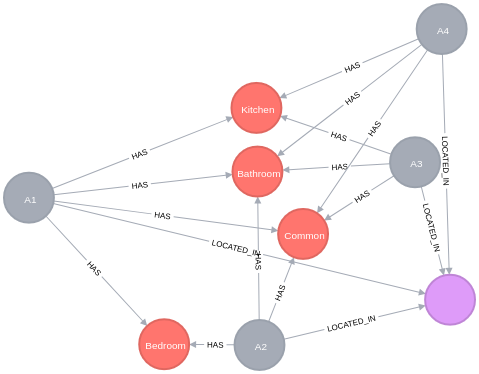 A4
HAS
HAS
Kitchen
HAS
HAS
HAS
LOCATED_IN
A3
HAS
Bathroom
HAS
HAS
A1
HAS
HAS
LOCATED_IN
Common
LOCATED_IN
HAS
HAS
HAS
LOCATED_IN
Bedroom
HAS
A2